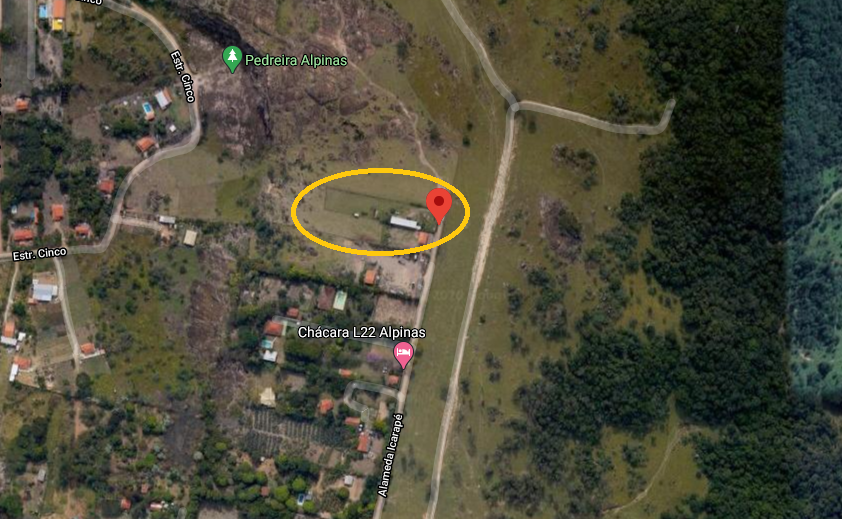 Estr. Cinco
Pedreira Alpinas
Estr. Cinco
Chácara L22 Alpinas
Alameda Icarapé